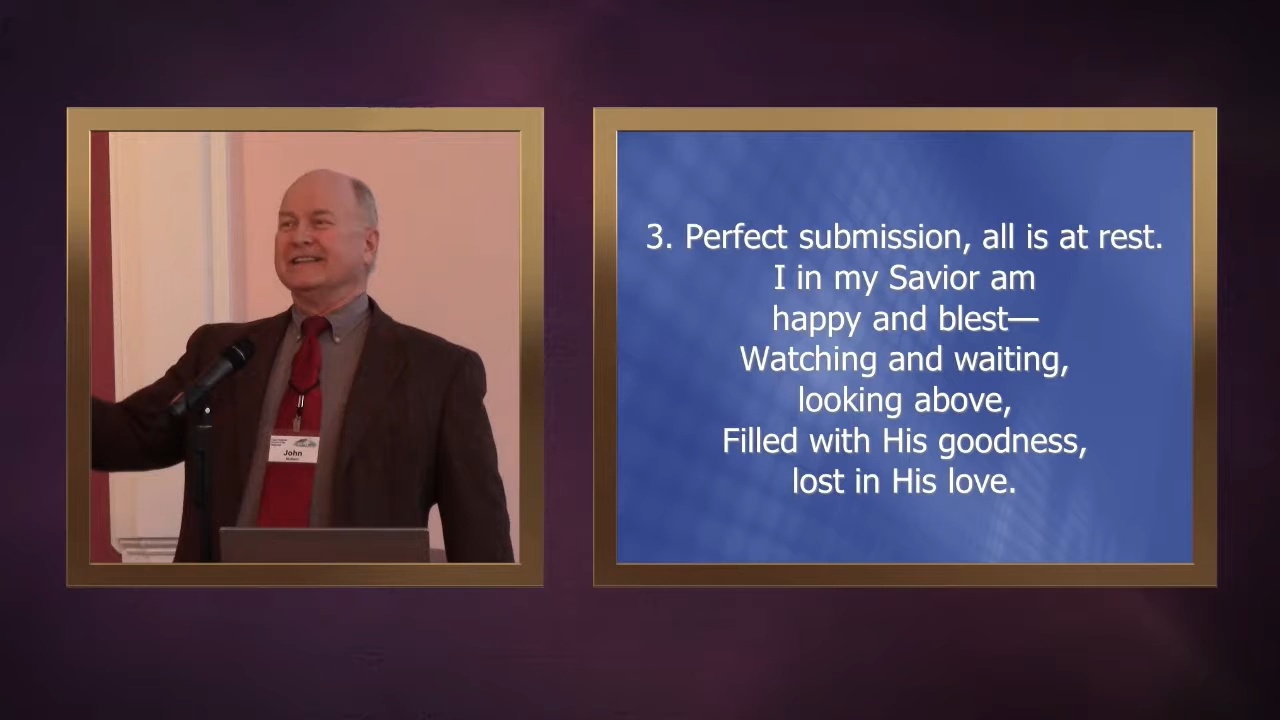 John
3. Perfect submission, all is at rest.
I in my Savior am
happy and blest—
Watching and waiting,
looking above,
Filled with His goodness,
lost in His love.